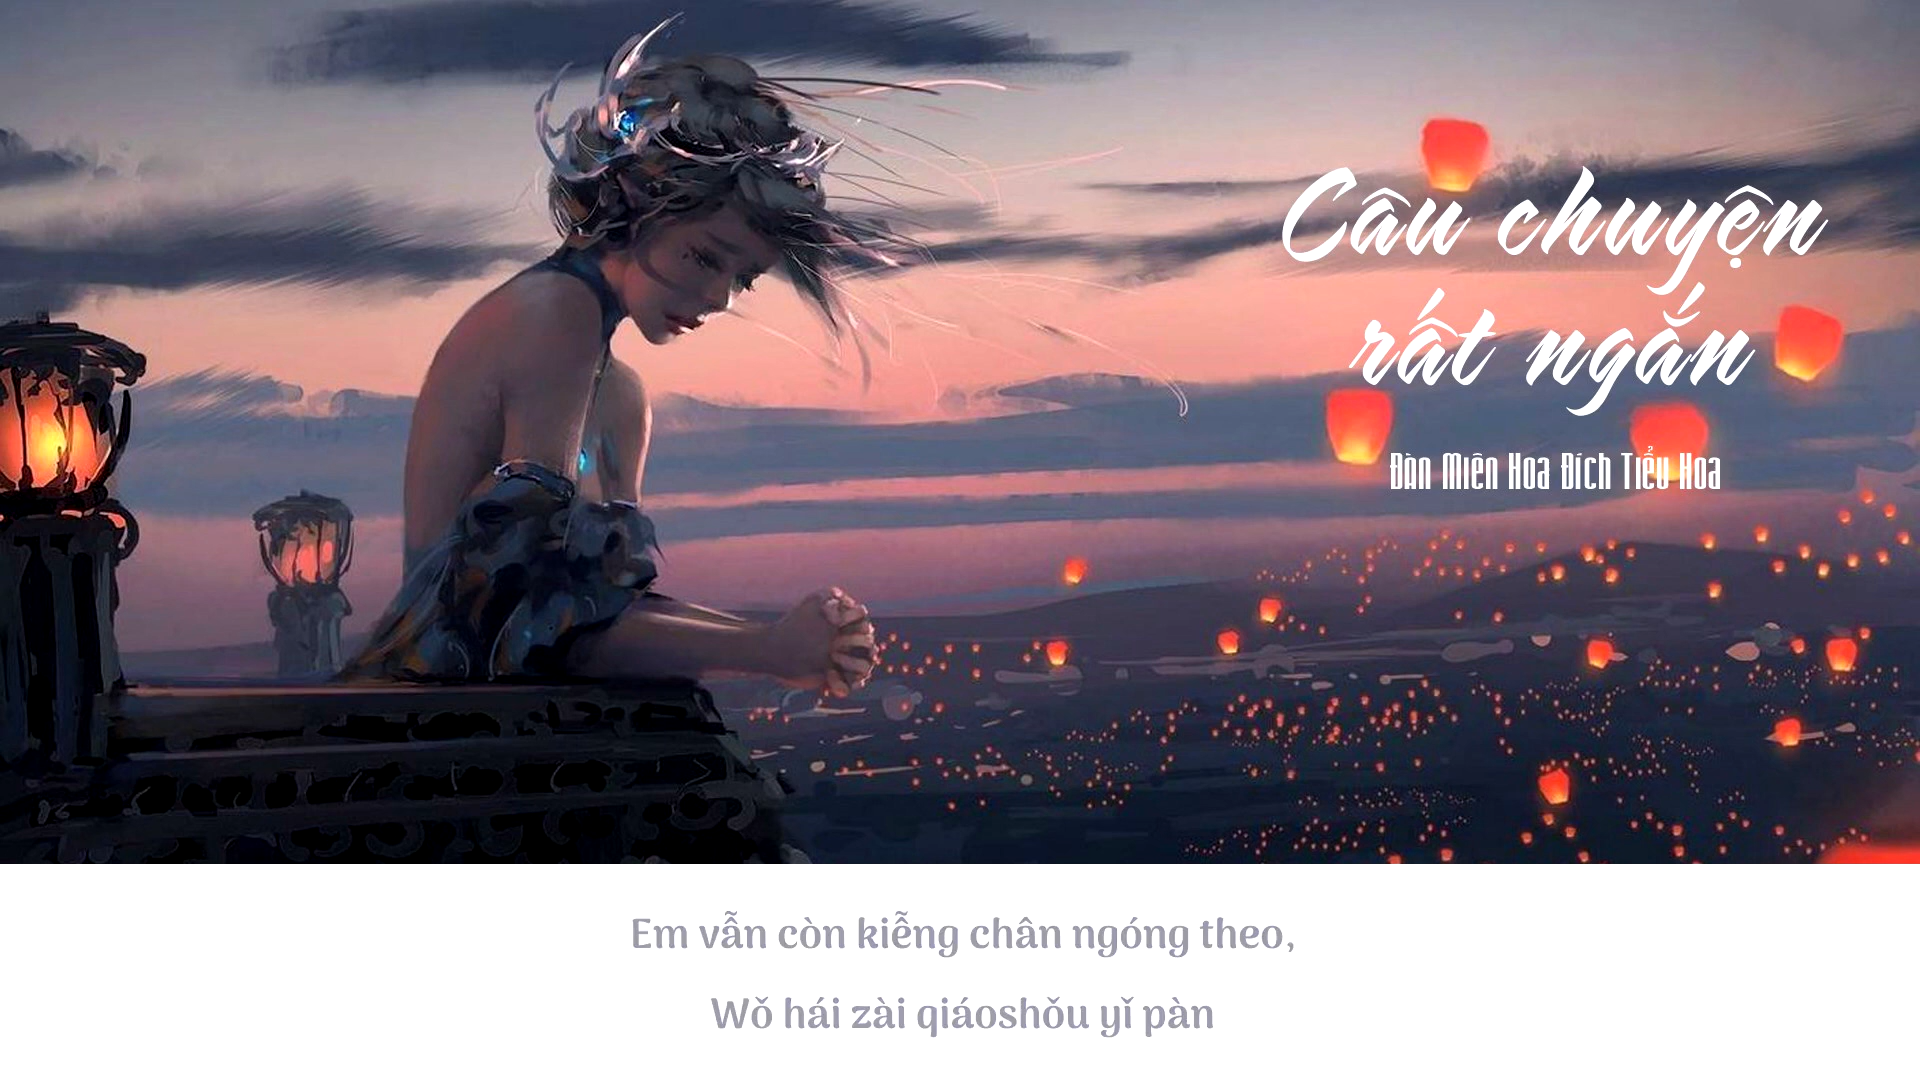 Câu chuyện
rất ngắn
Đàn Miên Hoa Đích Tiểu Hoa
Em vẫn còn kiễng chân ngóng theo,
Wǒ hái zài qiáoshǒu yǐ pàn